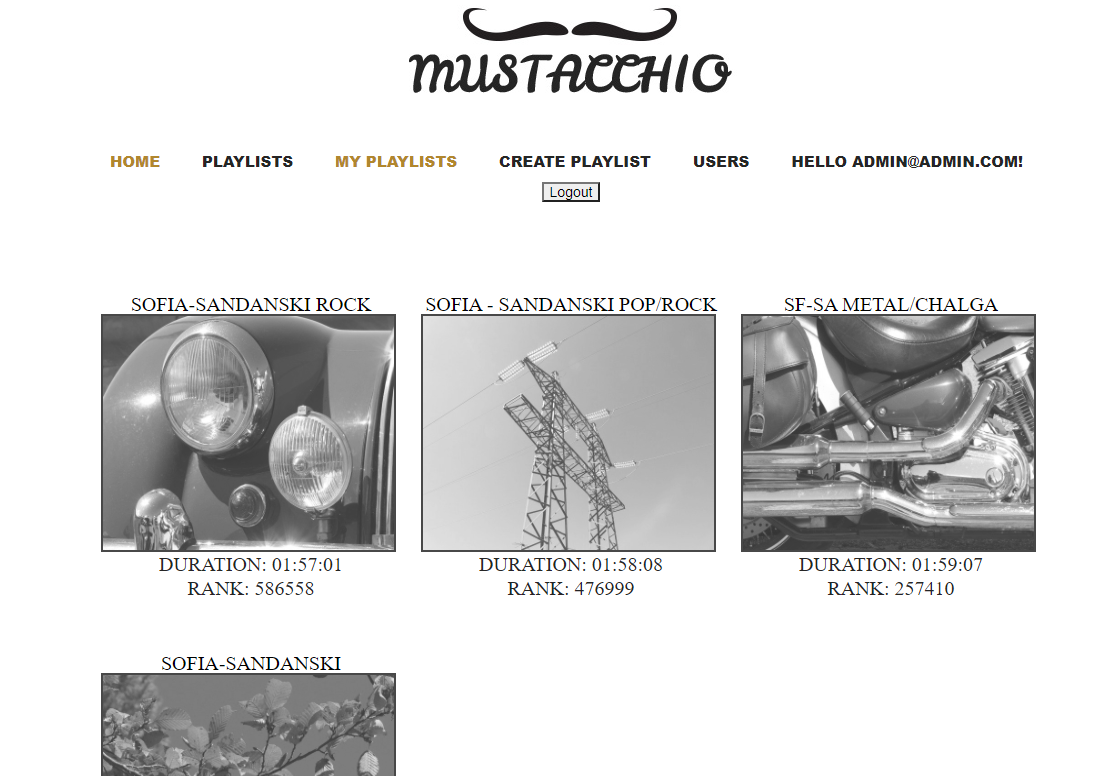 MUSTACCHIO
HOME PLAYLISTS MY PLAYLISTS CREATE PLAYLIST USERS HELLO ADMIN@ADMIN.COM!
Logout
SOFIA-SANDANSKI ROCK
DURATION: 01:57:01
RANK: 586558
SOFIA - SANDANSKI POP/ROCK
DURATION: 01:58:08
RANK: 476999
SF-SA METAL/CHALGA
DURATION: 01:59:07
RANK: 257410
SOFIA-SANDANSKI